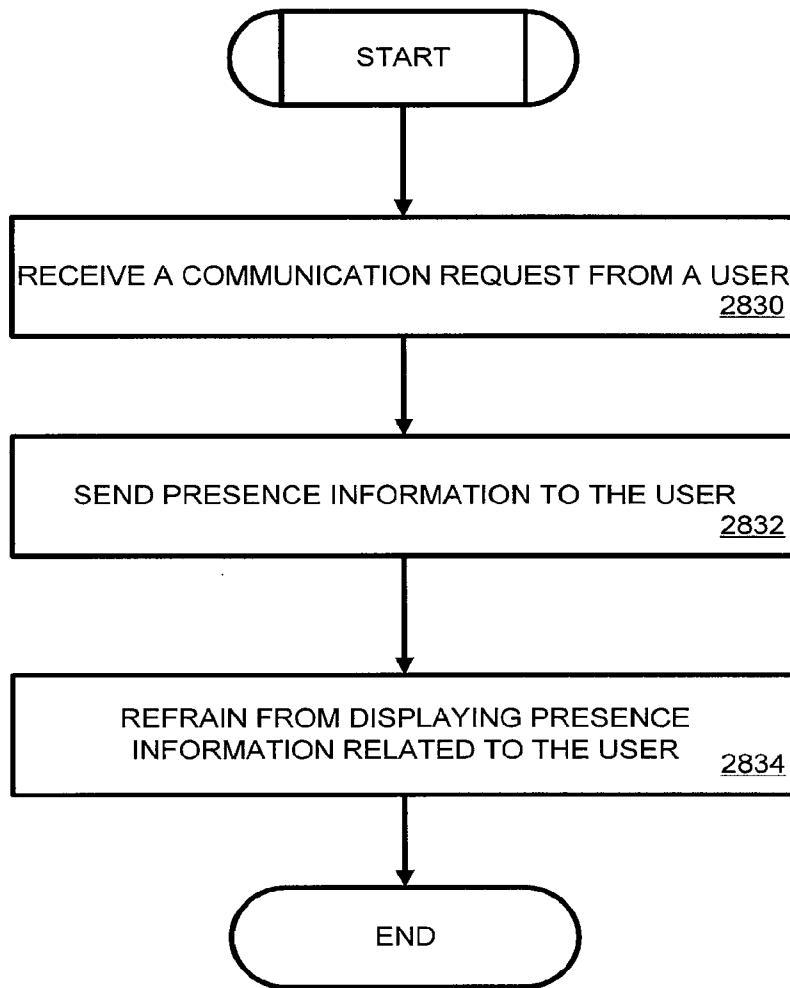 START
RECEIVE A COMMUNICATION REQUEST FROM A USER
2830
SEND PRESENCE INFORMATION TO THE USER
2832
REFRAIN FROM DISPLAYING PRESENCE
INFORMATION RELATED TO THE USER
2834
END